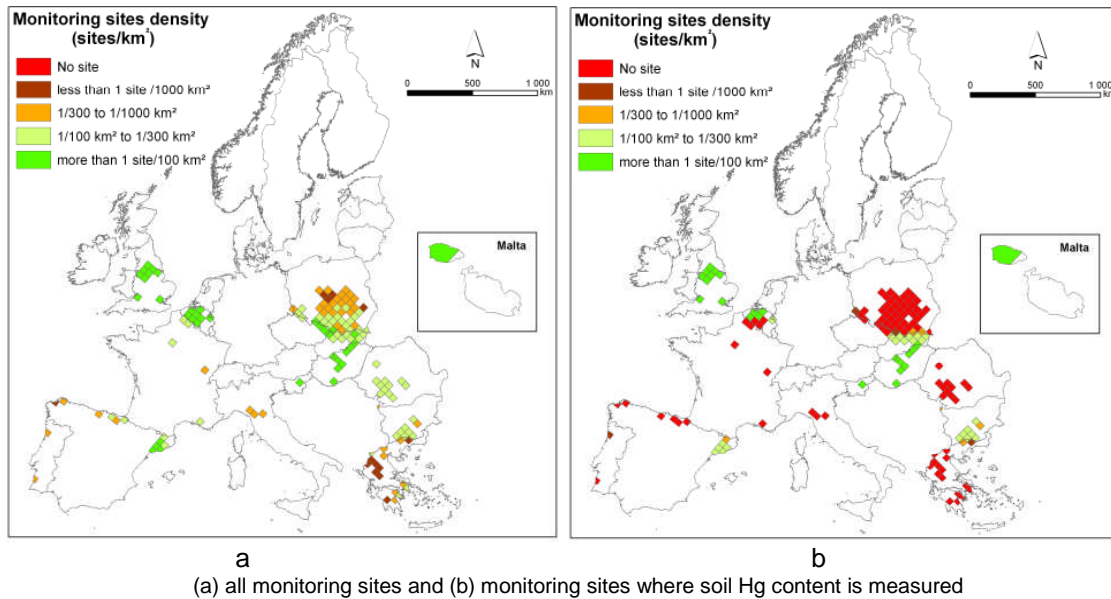 Monitoring sites density
(sites/km²)
No site
less than 1 site /1000 km²
1/300 to 1/1000 km²
1/100 km² to 1/300 km²
more than 1 site/100 km²
N
0 500 1 000
km
Malta
a
Monitoring sites density
(sites/km²)
No site
less than 1 site /1000 km²
1/300 to 1/1000 km²
1/100 km² to 1/300 km²
more than 1 site/100 km²
N
0 500 1 000
km
Malta
b
(a) all monitoring sites and (b) monitoring sites where soil Hg content is measured